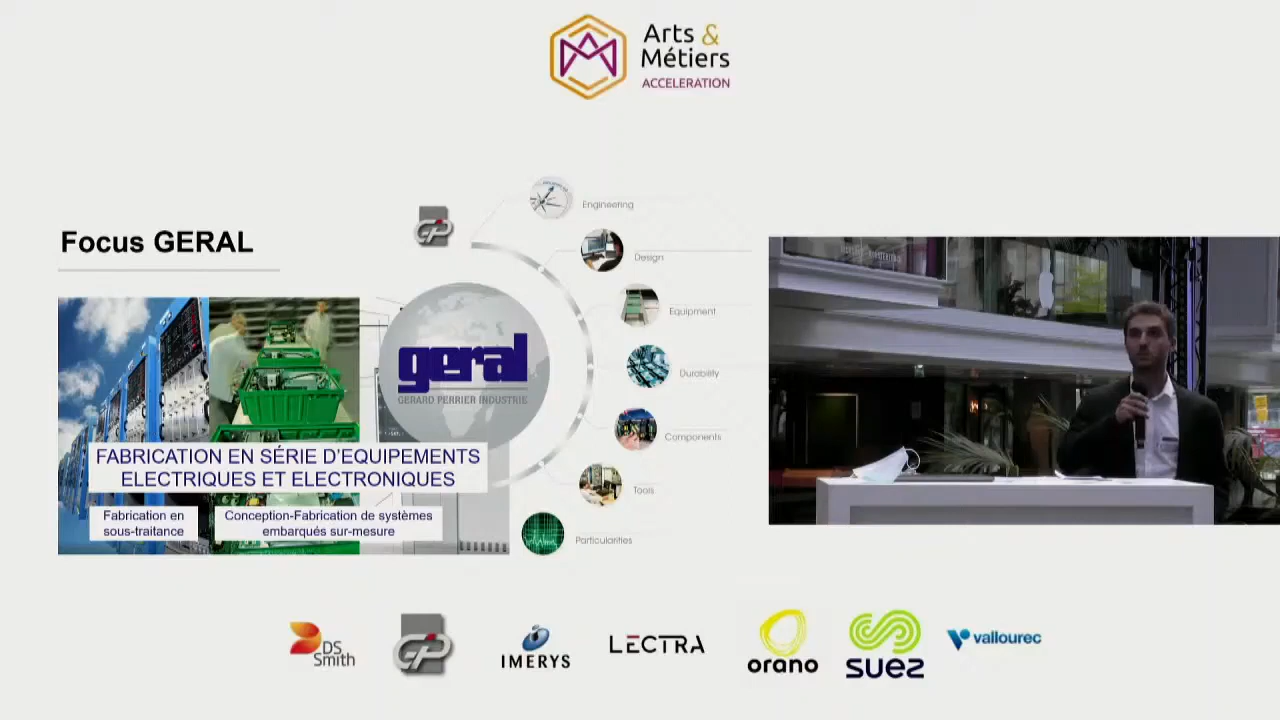 Arts &
Métiers
ACCELERATION
Focus GERAL
GP
Engineering
Design
Equipment
Durability
Components
Tools
Particularities
geral
GERARD PERRIER INDUSTRIE
FABRICATION EN SÉRIE D'EQUIPEMENTS
ELECTRIQUES ET ELECTRONIQUES
Fabrication en
sous-traitance
Conception-Fabrication de systèmes
embarqués sur-mesure
DS
Smith
GP
IMERYS
LECTRA
orano
suez
vallourec